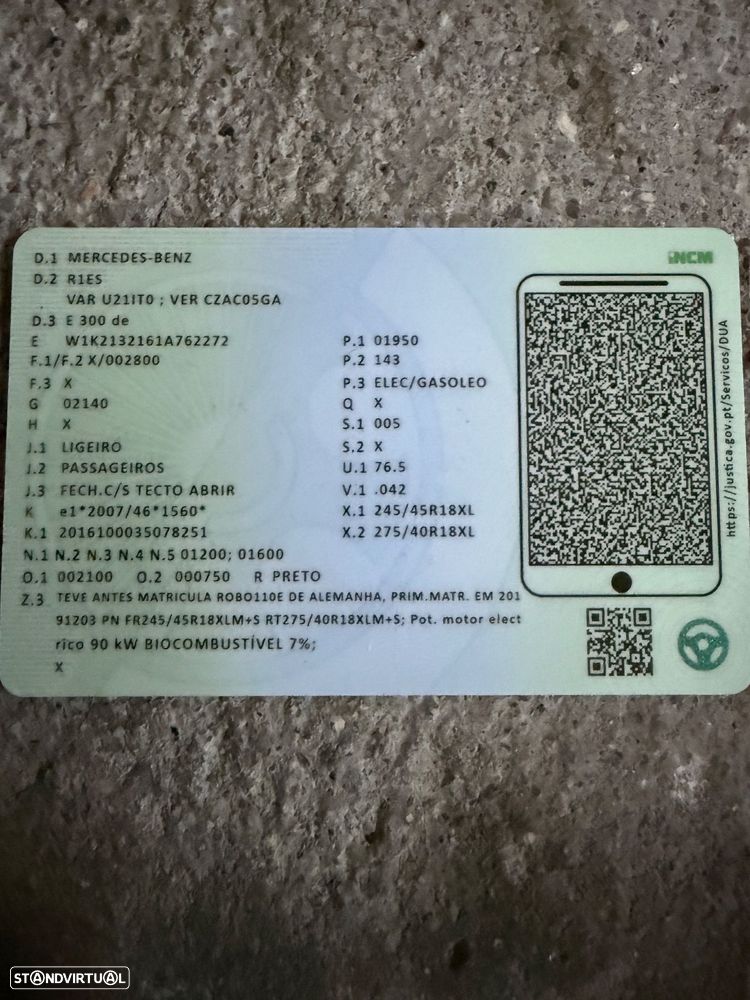 iNCM
D.1 MERCEDES-BENZ
D.2 R1ES
VAR U21IT0 ; VER CZAC05GA
D.3 E 300 de
E W1K2132161A762272
F.1/F.2 X/002800
F.3 X
G 02140
H X
J.1 LIGEIRO
J.2 PASSAGEIROS
J.3 FECH.C/S TECTO ABRIR
K e1*2007/46*1560*
K.1 2016100035078251
P.1 01950
P.2 143
P.3 ELEC/GASOLEO
Q X
S.1 005
S.2 X
U.1 76.5
V.1 .042
X.1 245/45R18XL
X.2 275/40R18XL
N.1 N.2 N.3 N.4 N.5 01200; 01600
O.1 002100 O.2 000750 R PRETO
Z.3 TEVE ANTES MATRICULA ROBO110E DE ALEMANHA, PRIM.MATR. EM 201
91203 PN FR245/45R18XLM+S RT275/40R18XLM+S; Pot. motor elect
rico 90 kW BIOCOMBUSTÍVEL 7%;
X
https://justica.gov.pt/Servicos/DUA
STANDVIRTUAL